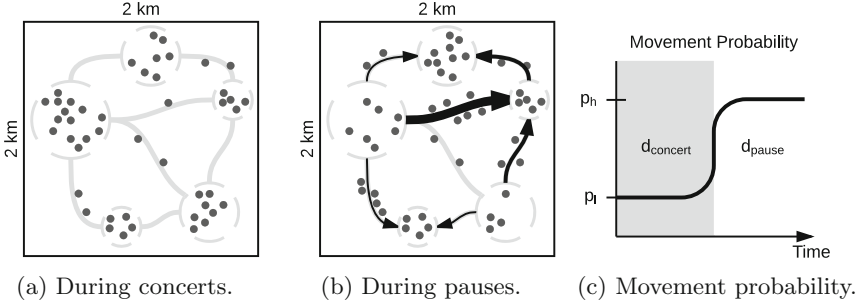 2 km
2 km
2 km
2 km
Movement Probability
p_h
d_concert
d_pause
p_l
Time
(a) During concerts.
(b) During pauses.
(c) Movement probability.